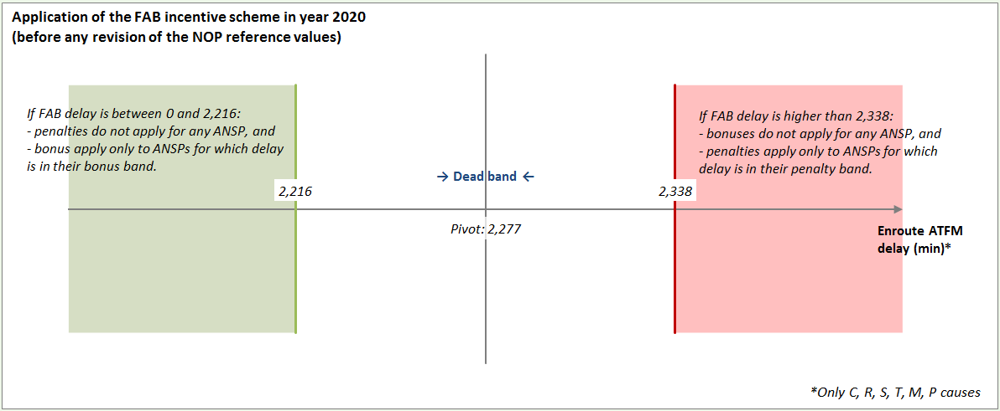 Application of the FAB incentive scheme in year 2020
(before any revision of the NOP reference values)
If FAB delay is between 0 and 2,216:
- penalties do not apply for any ANSP, and
- bonus apply only to ANSPs for which delay
is in their bonus band.
If FAB delay is higher than 2,338:
- bonuses do not apply for any ANSP, and
- penalties apply only to ANSPs for which
delay is in their penalty band.
→ Dead band ←
2,216
2,338
Pivot: 2,277
Enroute ATFM
delay (min)*
*Only C, R, S, T, M, P causes